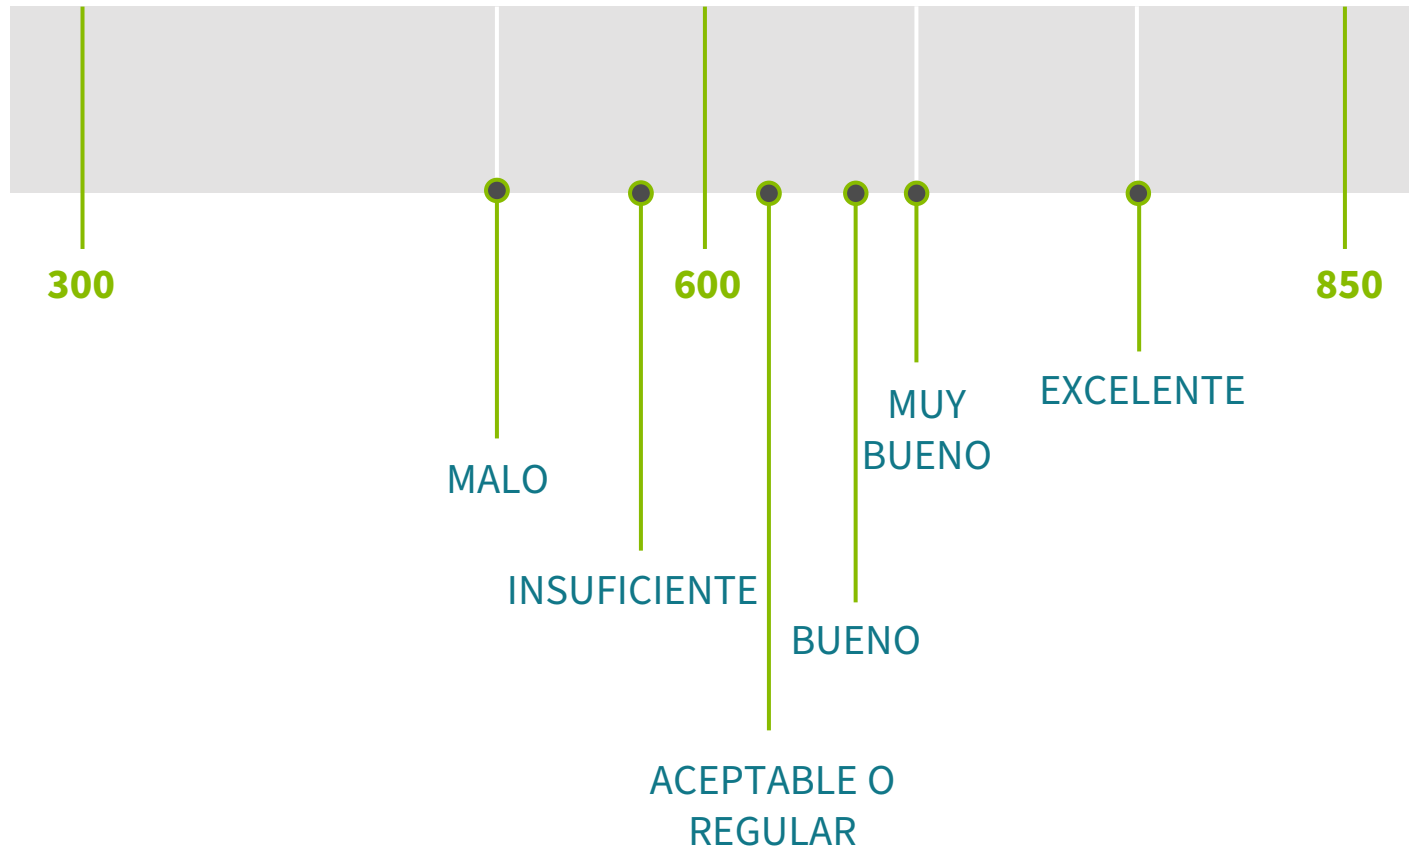 300
600
850
EXCELENTE
MUY
BUENO
MALO
INSUFICIENTE
BUENO
ACEPTABLE O
REGULAR